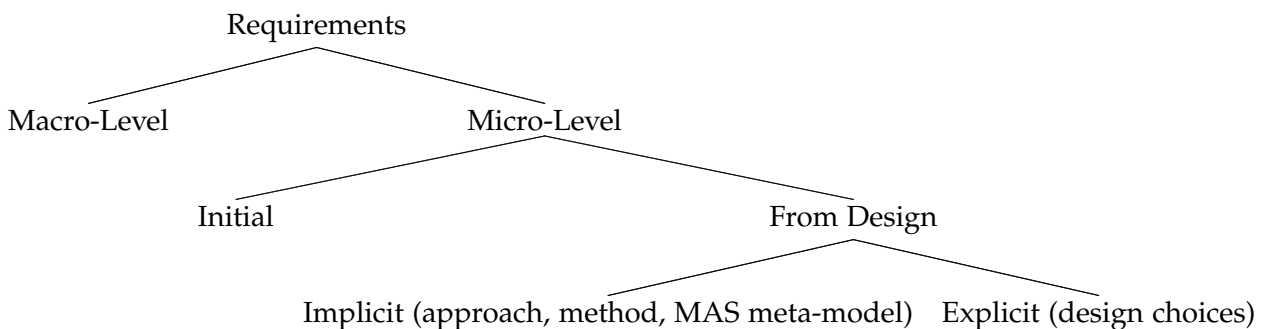 Requirements
Macro-Level Micro-Level
Initial From Design
Implicit (approach, method, MAS meta-model) Explicit (design choices)